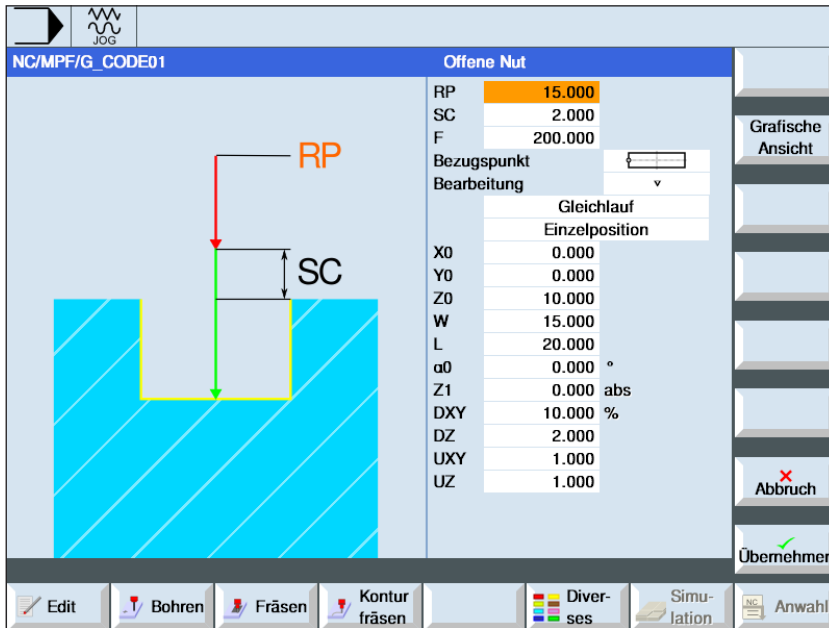 JOG
NC/MPF/G_CODE01
Offene Nut
RP
SC
RP 15.000
SC 2.000
F 200.000
Bezugspunkt
Bearbeitung ▿
Gleichlauf
Einzelposition
X0 0.000
Y0 0.000
Z0 10.000
W 15.000
L 20.000
α0 0.000 °
Z1 0.000 abs
DXY 10.000 %
DZ 2.000
UXY 1.000
UZ 1.000
Grafische
Ansicht
Abbruch
Übernehmen
Edit
Bohren
Fräsen
Kontur
fräsen
Diver-
ses
Simu-
lation
NC
Anwahl